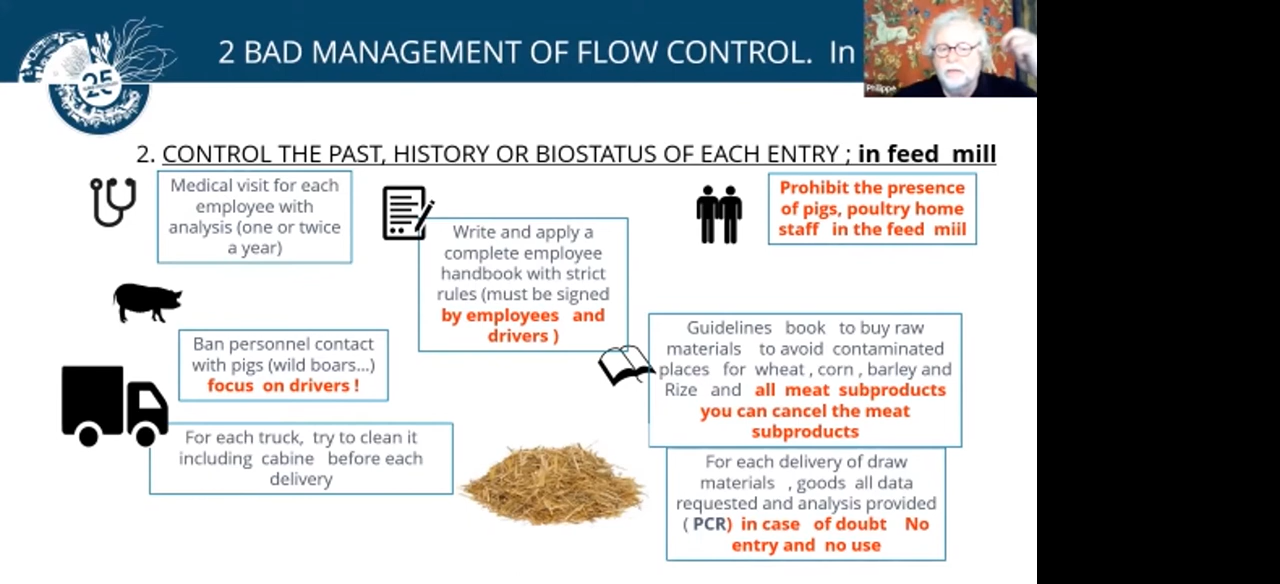 2 BAD MANAGEMENT OF FLOW CONTROL. In
25
Philippe
2. CONTROL THE PAST, HISTORY OR BIOSTATUS OF EACH ENTRY ; in feed mill
Medical visit for each
employee with
analysis (one or twice
a year)
Write and apply a
complete employee
handbook with strict
rules (must be signed
by employees and
drivers )
Prohibit the presence
of pigs, poultry home
staff in the feed miil
Ban personnel contact
with pigs (wild boars...)
focus on drivers !
Guidelines book to buy raw
materials to avoid contaminated
places for wheat , corn , barley and
Rize and all meat subproducts
you can cancel the meat
subproducts
For each truck, try to clean it
including cabine before each
delivery
For each delivery of draw
materials , goods all data
requested and analysis provided
( PCR) in case of doubt No
entry and no use